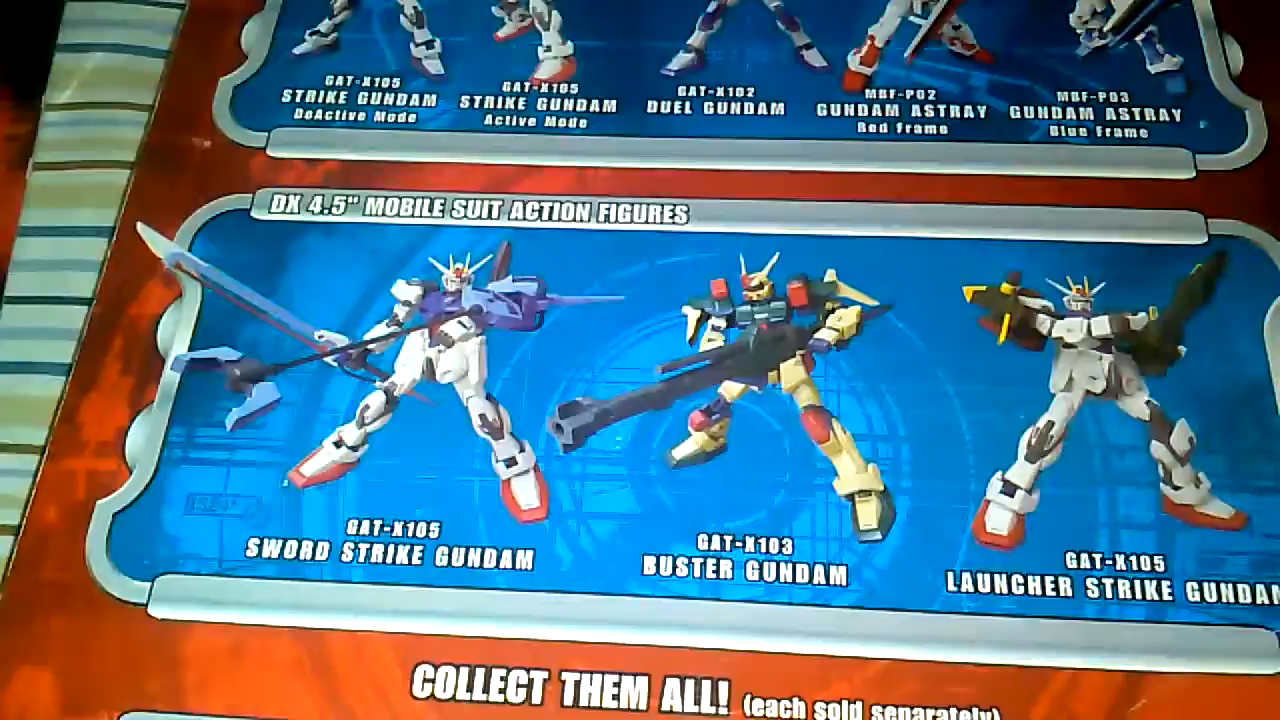 GAT-X105
STRIKE GUNDAM
DeActive Mode
GAT-X105
STRIKE GUNDAM
Active Mode
GAT-X102
DUEL GUNDAM
MBF-P02
GUNDAM ASTRAY
Red Frame
MBF-P03
GUNDAM ASTRAY
Blue Frame
DX 4.5" MOBILE SUIT ACTION FIGURES
GAT-X105
SWORD STRIKE GUNDAM
GAT-X103
BUSTER GUNDAM
GAT-X105
LAUNCHER STRIKE GUNDAM
COLLECT THEM ALL! (each sold separately)